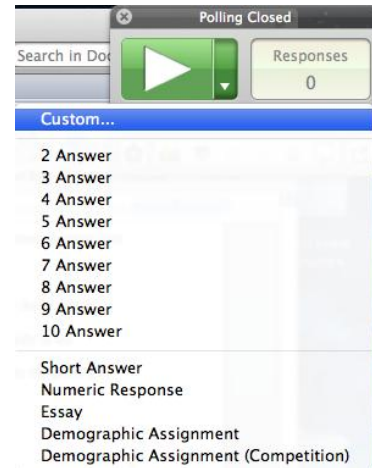 Polling Closed
Search in Doc
Responses
0
Custom...
2 Answer
3 Answer
4 Answer
5 Answer
6 Answer
7 Answer
8 Answer
9 Answer
10 Answer
Short Answer
Numeric Response
Essay
Demographic Assignment
Demographic Assignment (Competition)